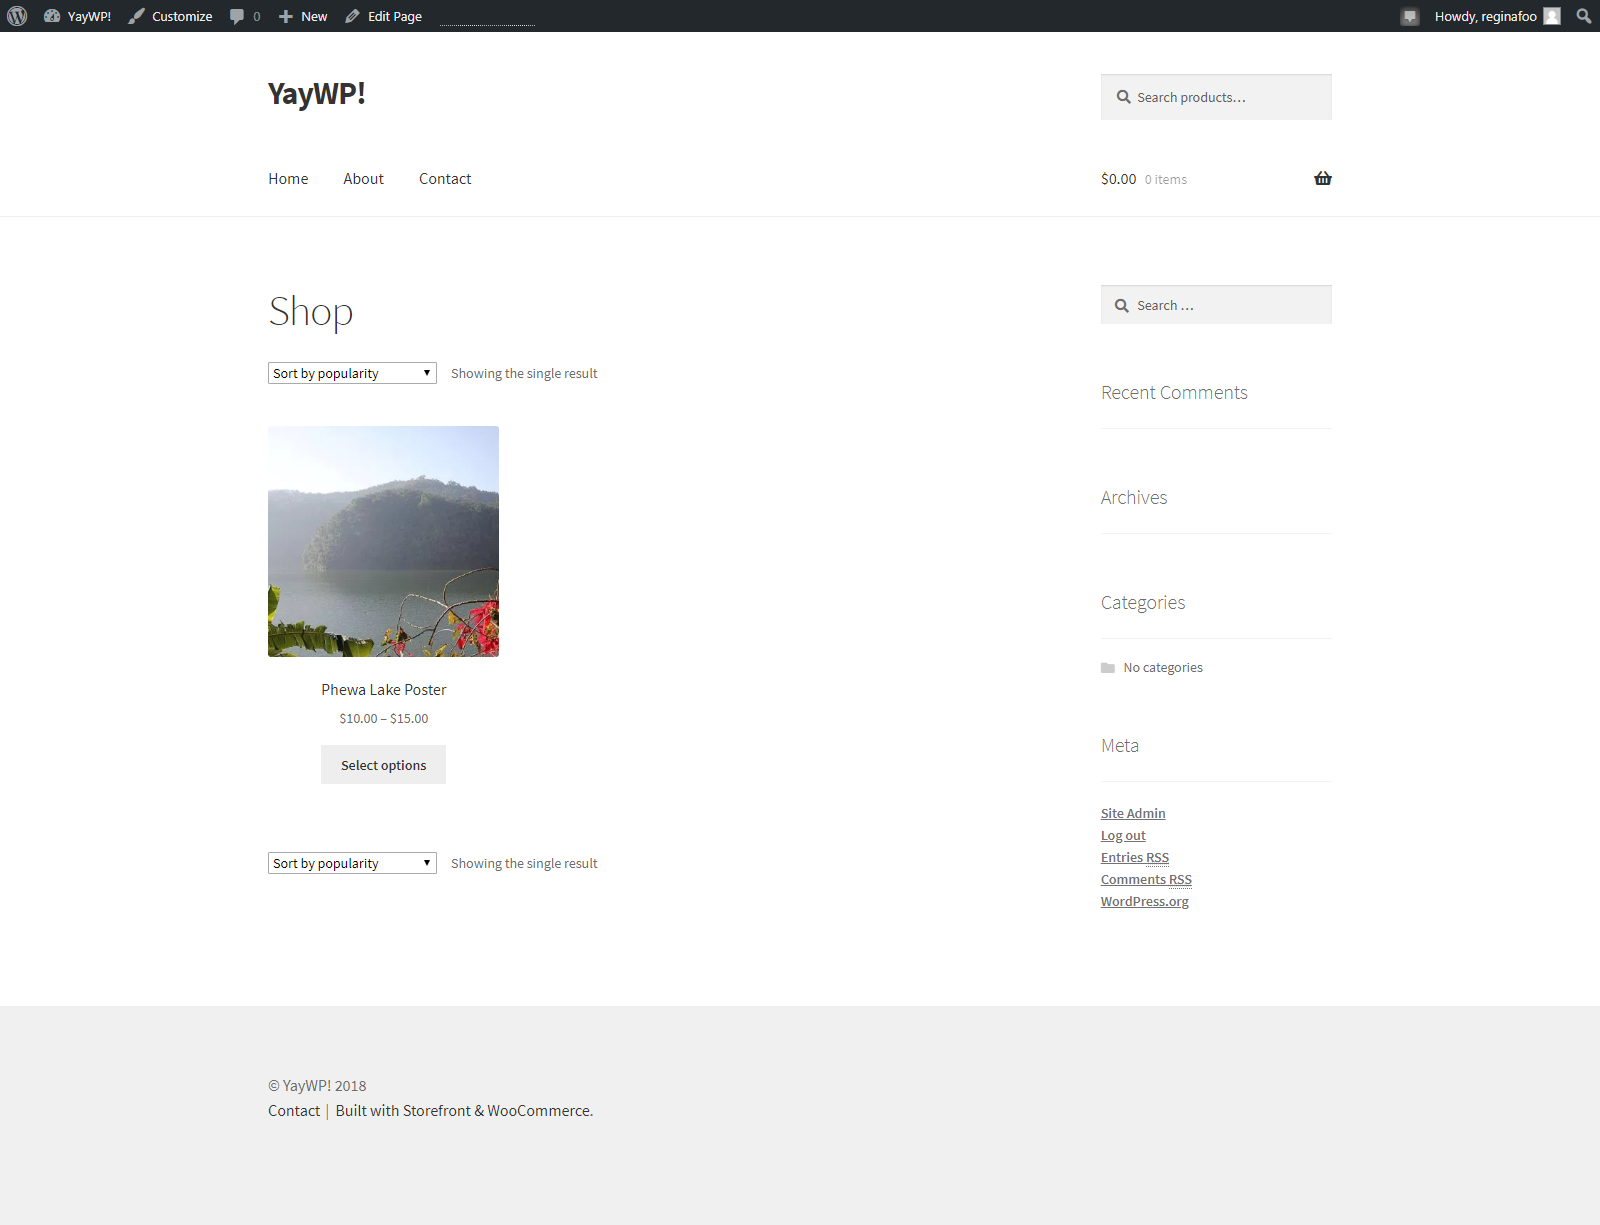 YayWP! Customize 0 New Edit Page Howdy, reginafoo
YayWP!
Search products…
Home About Contact
$0.00 0 items
Shop
Sort by popularity Showing the single result
Phewa Lake Poster
$10.00 – $15.00
Select options
Sort by popularity Showing the single result
Search …
Recent Comments
Archives
Categories
No categories
Meta
Site Admin
Log out
Entries RSS
Comments RSS
WordPress.org
© YayWP! 2018
Contact | Built with Storefront & WooCommerce.